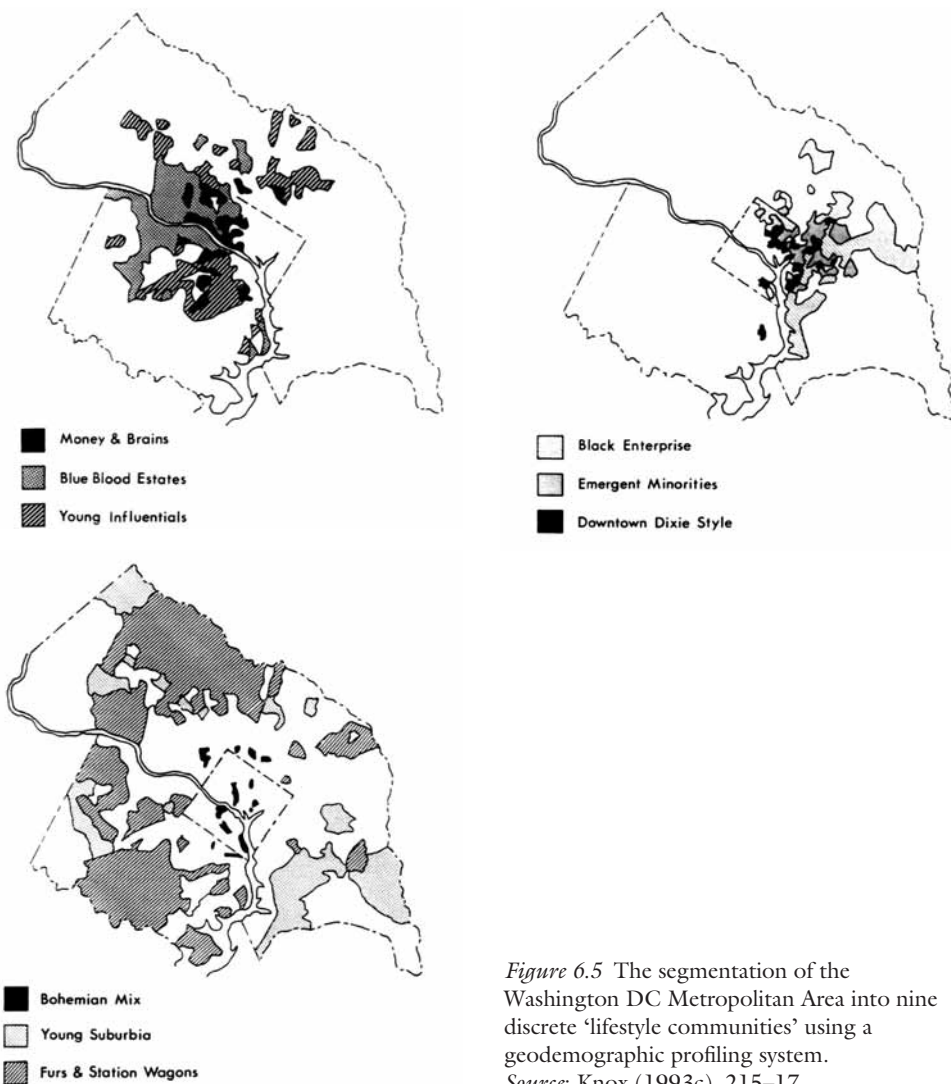 Money & Brains
Blue Blood Estates
Young Influentials
Black Enterprise
Emergent Minorities
Downtown Dixie Style
Bohemian Mix
Young Suburbia
Furs & Station Wagons
Figure 6.5 The segmentation of the
Washington DC Metropolitan Area into nine
discrete ‘lifestyle communities’ using a
geodemographic profiling system.
Source: Knox (1993c), 215–17